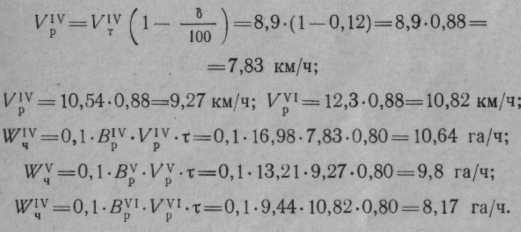 V_р^IV = V_т^IV (1 − δ/100) = 8,9·(1−0,12) = 8,9·0,88 =
= 7,83 км/ч;
V_р^IV = 10,54·0,88 = 9,27 км/ч; V_р^VI = 12,3·0,88 = 10,82 км/ч;
W_ч^IV = 0,1·B_р^IV·V_р^IV·τ = 0,1·16,98·7,83·0,80 = 10,64 га/ч;
W_ч^V = 0,1·B_р^V·V_р^V·τ = 0,1·13,21·9,27·0,80 = 9,8 га/ч;
W_ч^IV = 0,1·B_р^VI·V_р^VI·τ = 0,1·9,44·10,82·0,80 = 8,17 га/ч.